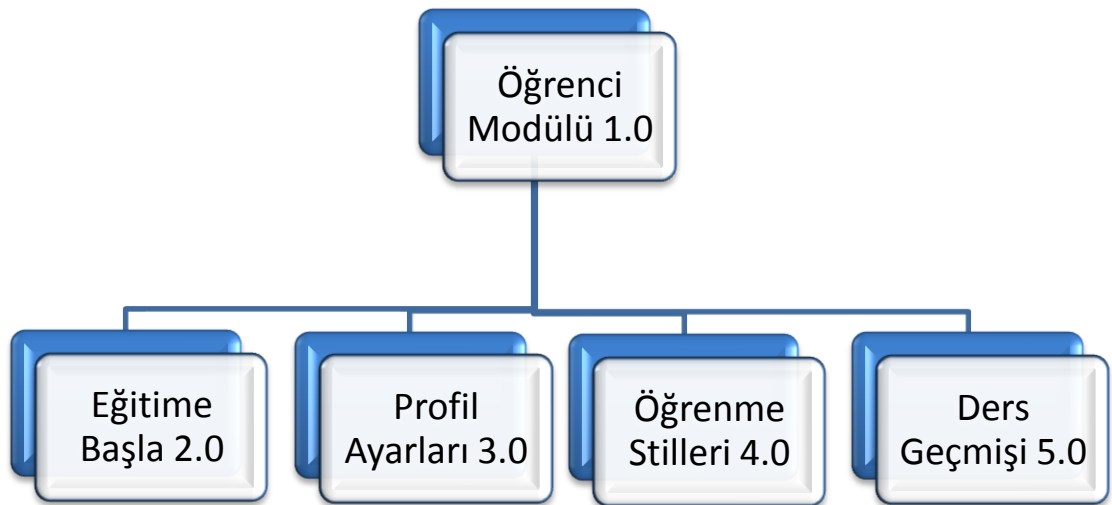 Öğrenci
Modülü 1.0
Eğitime
Başla 2.0
Profil
Ayarları 3.0
Öğrenme
Stilleri 4.0
Ders
Geçmişi 5.0